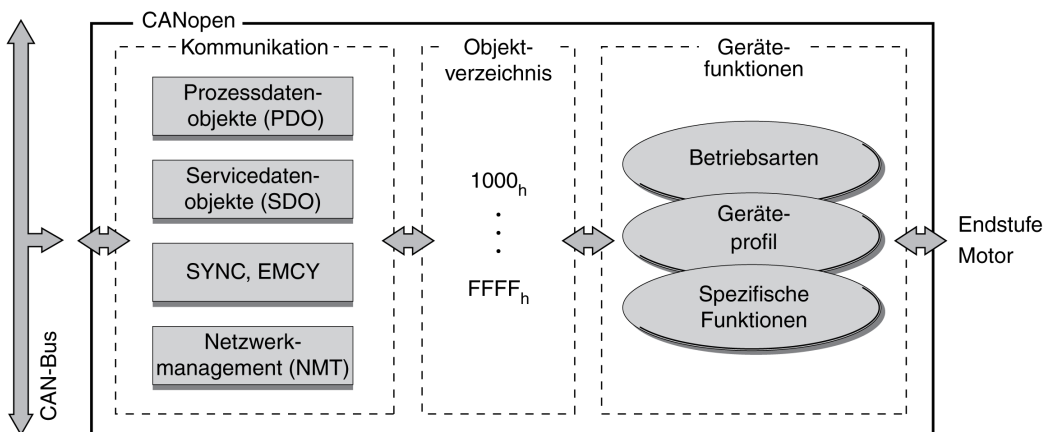 CANopen
Kommunikation
Prozessdaten-
objekte (PDO)
Servicedaten-
objekte (SDO)
SYNC, EMCY
Netzwerk-
management (NMT)
Objekt-
verzeichnis
1000h
FFFFh
Geräte-
funktionen
Betriebsarten
Geräte-
profil
Spezifische
Funktionen
Endstufe
Motor
CAN-Bus